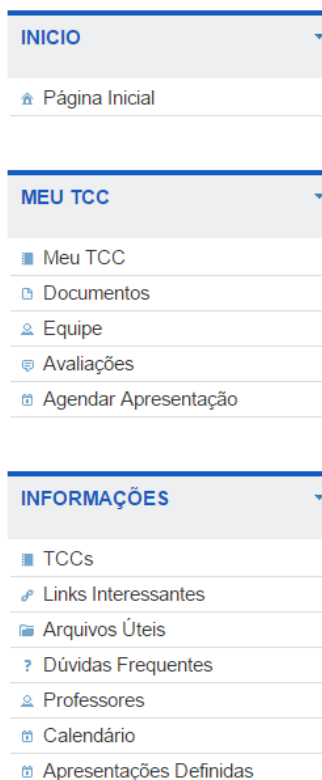 INICIO
Página Inicial
MEU TCC
Meu TCC
Documentos
Equipe
Avaliações
Agendar Apresentação
INFORMAÇÕES
TCCs
Links Interessantes
Arquivos Úteis
Dúvidas Frequentes
Professores
Calendário
Apresentações Definidas